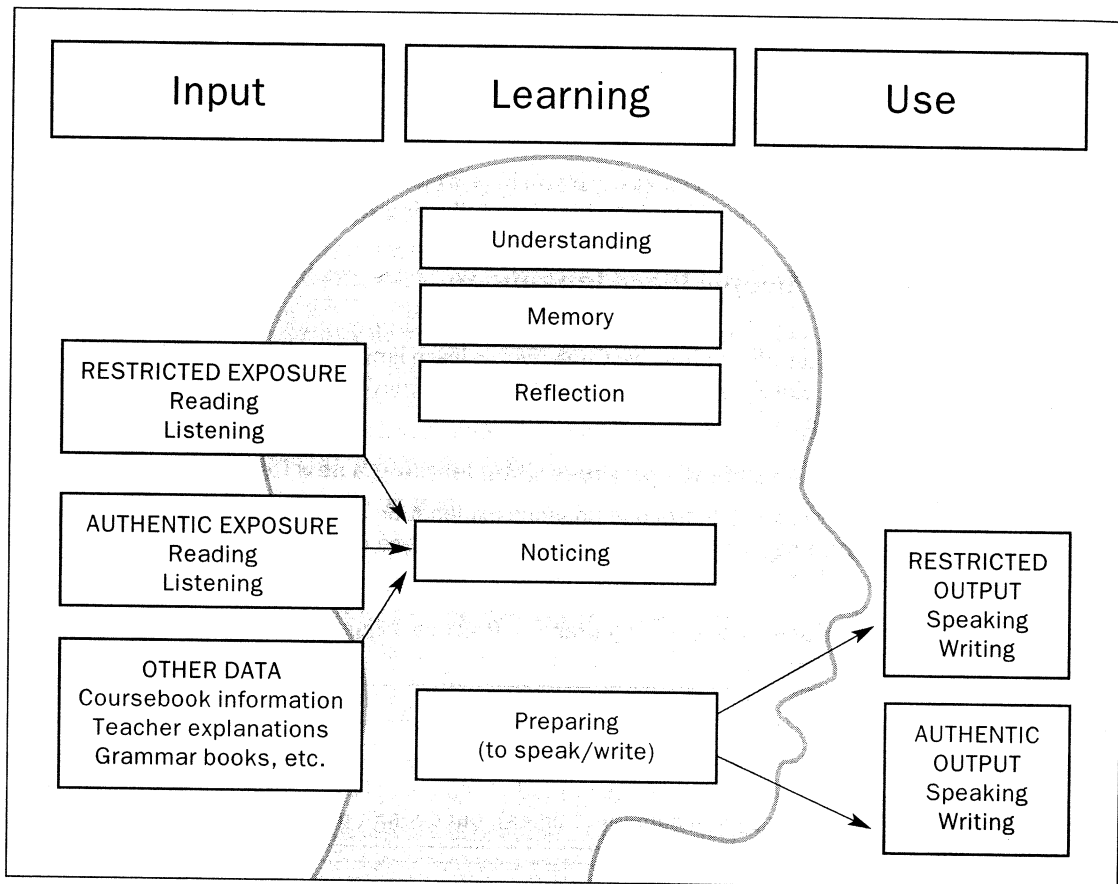 Input
Learning
Use
Understanding
Memory
Reflection
RESTRICTED EXPOSURE
Reading
Listening
AUTHENTIC EXPOSURE
Reading
Listening
OTHER DATA
Coursebook information
Teacher explanations
Grammar books, etc.
Noticing
Preparing
(to speak/write)
RESTRICTED
OUTPUT
Speaking
Writing
AUTHENTIC
OUTPUT
Speaking
Writing